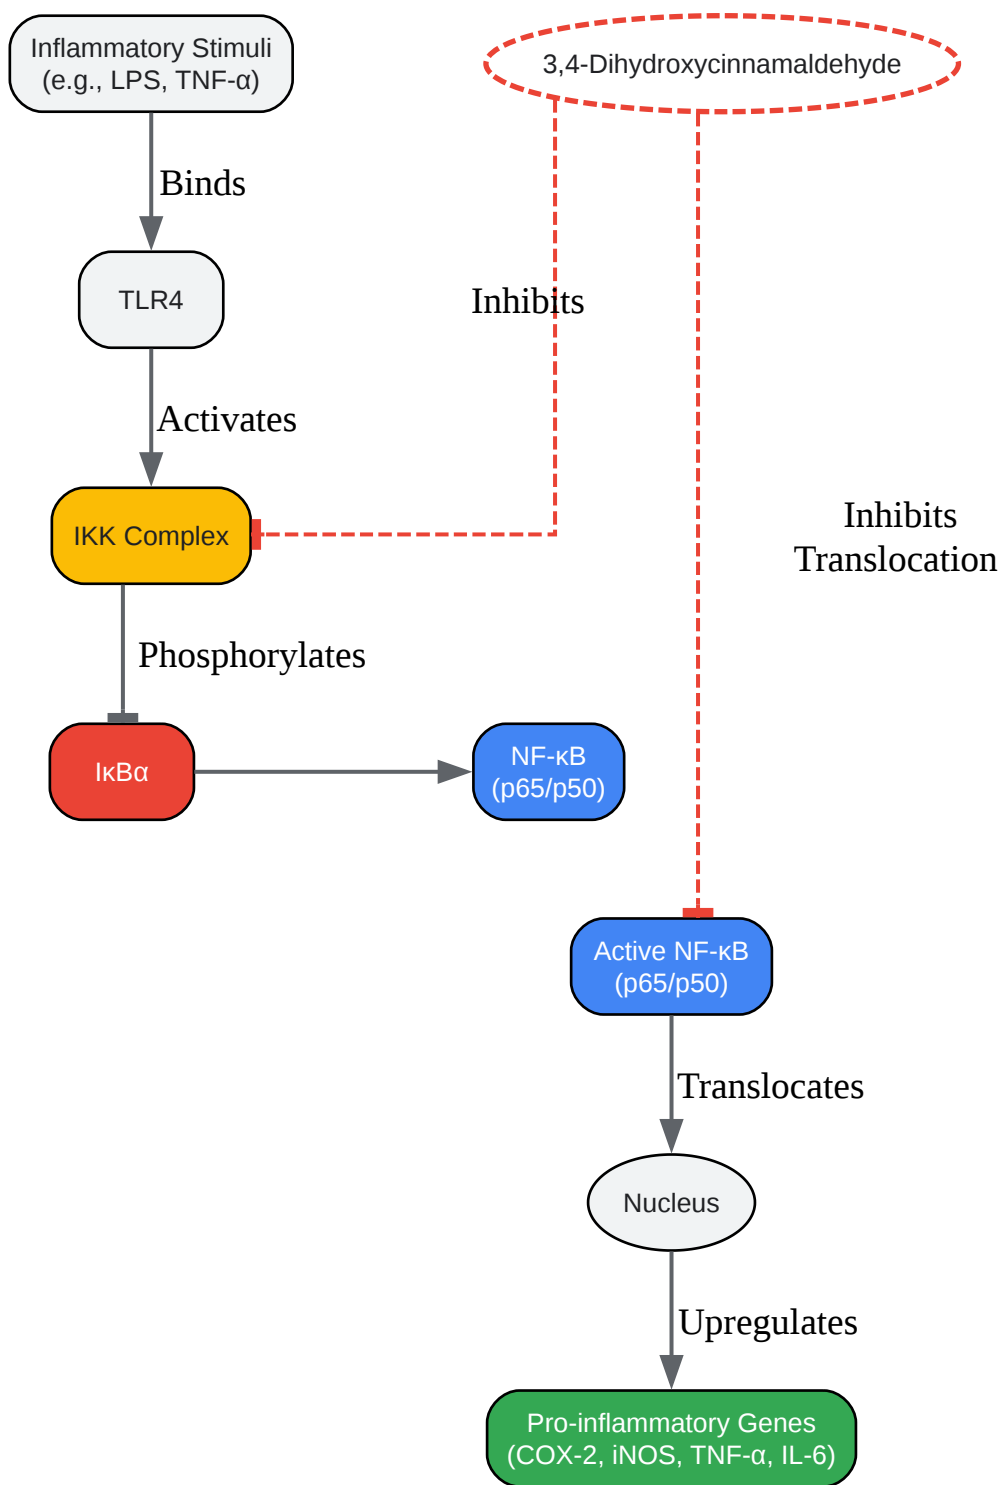 Inflammatory Stimuli
(e.g., LPS, TNF-α)
3,4-Dihydroxycinnamaldehyde
Binds
TLR4
Inhibits
Activates
IKK Complex
Inhibits
Translocation
Phosphorylates
IκBα
NF-κB
(p65/p50)
Active NF-κB
(p65/p50)
Translocates
Nucleus
Upregulates
Pro-inflammatory Genes
(COX-2, iNOS, TNF-α, IL-6)